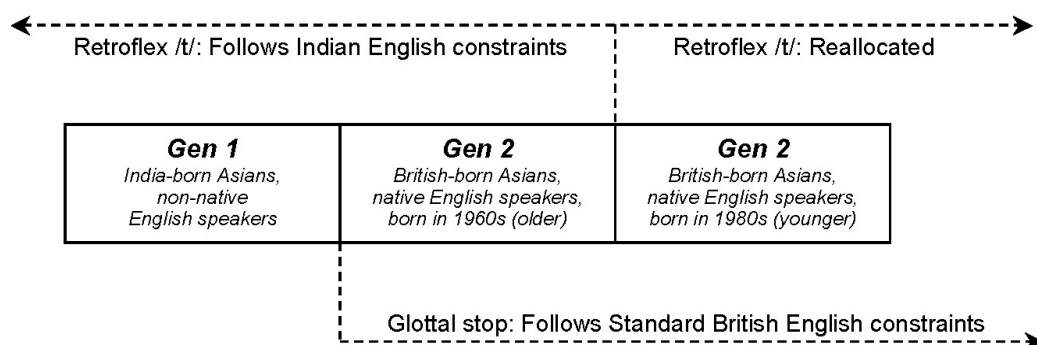 Retroflex /t/: Follows Indian English constraints
Retroflex /t/: Reallocated
Gen 1
India-born Asians,
non-native
English speakers
Gen 2
British-born Asians,
native English speakers,
born in 1960s (older)
Gen 2
British-born Asians,
native English speakers,
born in 1980s (younger)
Glottal stop: Follows Standard British English constraints